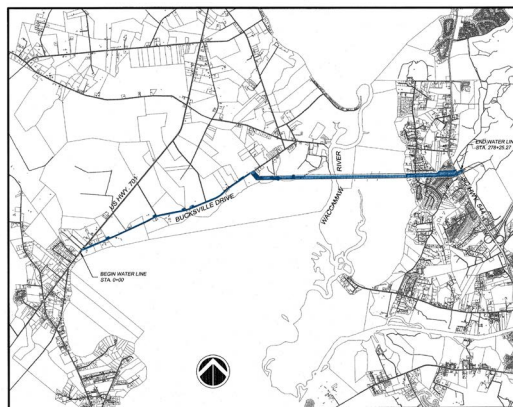 US HWY. 701
BUCKSVILLE DRIVE
WACCAMAW
RIVER
END WATER LINE
STA. 278+25.27
BEGIN WATER LINE
STA. 0+00